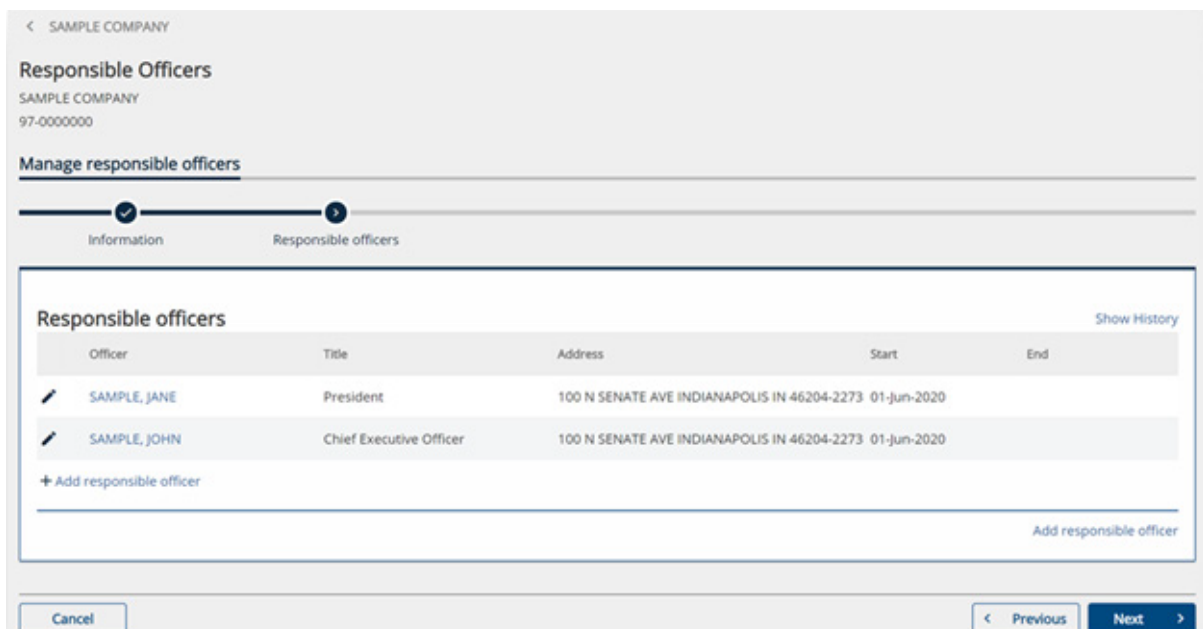 SAMPLE COMPANY
Responsible Officers
SAMPLE COMPANY
97-0000000
Manage responsible officers
Information Responsible officers
Responsible officers Show History
Officer Title Address Start End
SAMPLE, JANE President 100 N SENATE AVE INDIANAPOLIS IN 46204-2273 01-Jun-2020
SAMPLE, JOHN Chief Executive Officer 100 N SENATE AVE INDIANAPOLIS IN 46204-2273 01-Jun-2020
+ Add responsible officer
Add responsible officer
Cancel < Previous Next >